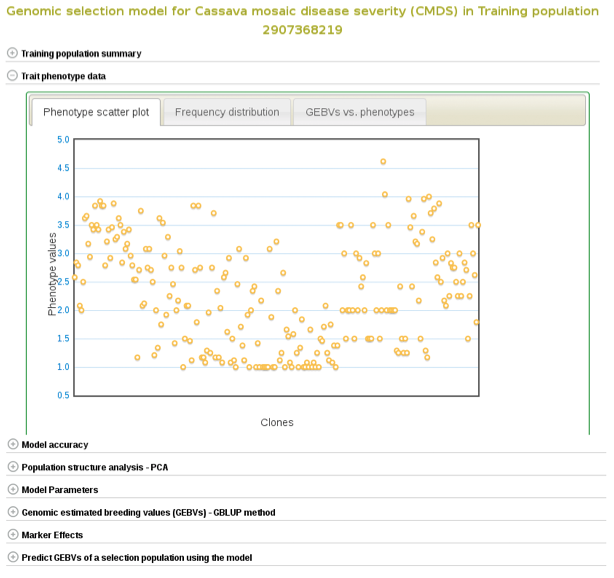 Genomic selection model for Cassava mosaic disease severity (CMDS) in Training population
2907368219
Training population summary
Trait phenotype data
Phenotype scatter plot
Frequency distribution
GEBVs vs. phenotypes
5.0
4.5
4.0
3.5
3.0
2.5
2.0
1.5
1.0
0.5
Phenotype values
Clones
Model accuracy
Population structure analysis - PCA
Model Parameters
Genomic estimated breeding values (GEBVs) - GBLUP method
Marker Effects
Predict GEBVs of a selection population using the model